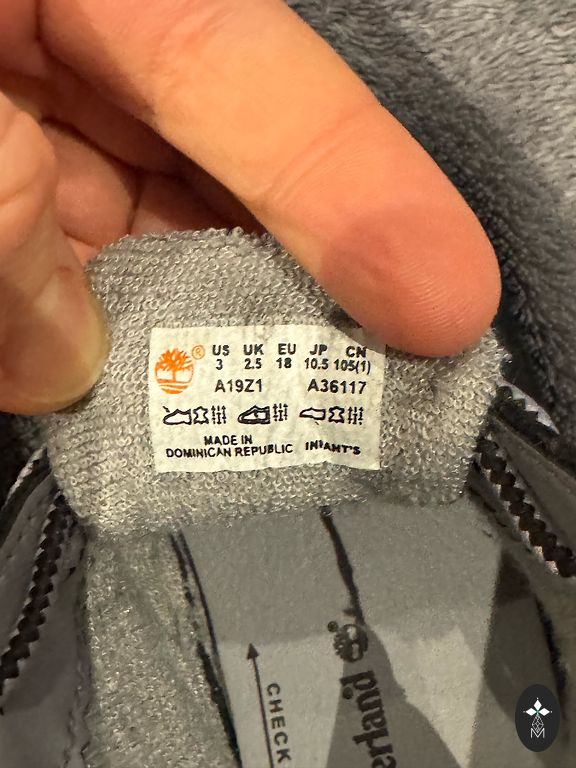 ® US UK EU JP CN
3 2.5 18 10.5 105(1)
A19Z1 A36117
MADE IN
DOMINICAN REPUBLIC INFANT'S
CHECK
erland
M